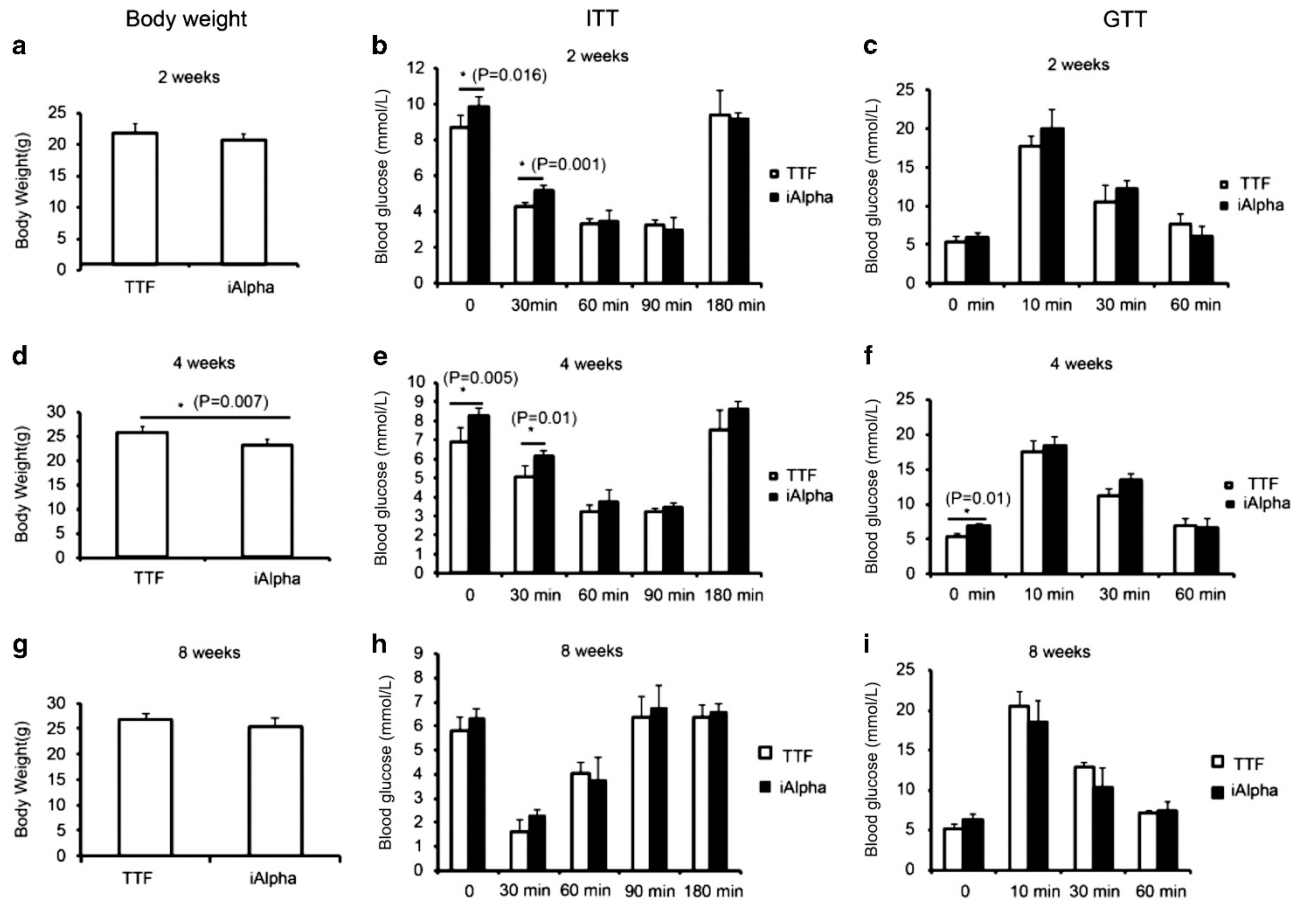 Body weight
ITT
GTT
a
2 weeks
Body Weight(g)
25
20
15
10
5
0
TTF
iAlpha
b
2 weeks
Blood glucose (mmol/L)
12
10
8
6
4
2
0
* (P=0.016)
* (P=0.001)
TTF
iAlpha
0
30min
60 min
90 min
180 min
c
2 weeks
Blood glucose (mmol/L)
25
20
15
10
5
0
TTF
iAlpha
0 min
10 min
30 min
60 min
d
4 weeks
Body Weight(g)
30
25
20
15
10
25
0
* (P=0.007)
TTF
iAlpha
e
4 weeks
Blood glucose (mmol/L)
10
9
8
7
6
5
4
3
2
1
0
(P=0.005)
*
(P=0.01)
*
TTF
iAlpha
0
30 min
60 min
90 min
180 min
f
4 weeks
Blood glucose (mmol/L)
25
20
15
10
5
0
(P=0.01)
*
TTF
iAlpha
0 min
10 min
30 min
60 min
g
8 weeks
Body Weight(g)
30
25
20
15
10
5
0
TTF
iAlpha
h
8 weeks
Blood glucose (mmol/L)
9
8
7
6
5
4
3
2
1
0
TTF
iAlpha
0
30 min
60 min
90 min
180 min
i
8 weeks
Blood glucose (mmol/L)
25
20
15
10
5
0
TTF
iAlpha
0
10 min
30 min
60 min